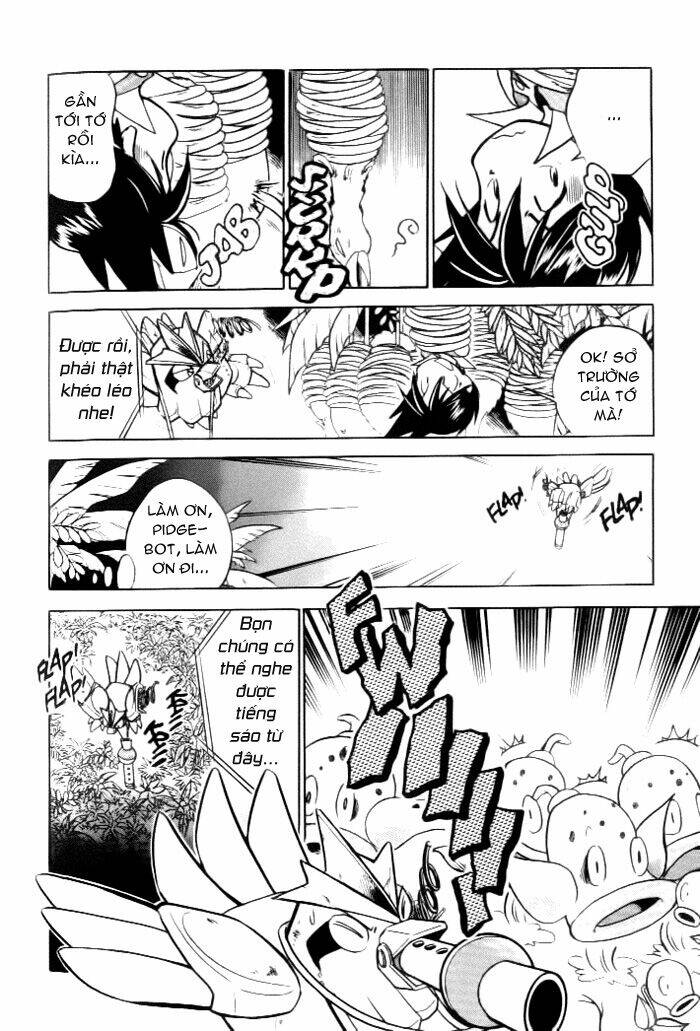 GẦN
TỚI TỚ
RỒI
KÌA...
JAB
SLURRP
...
GULP
Được rồi,
phải thật
khéo léo
nhe!
OK! SỞ
TRƯỜNG
CỦA TỚ
MÀ!
LÀM ƠN,
PIDGE-
BOT, LÀM
ƠN ĐI...
FLAP!
FLAP!
FLAP!
FLAP!
Bọn
chúng có
thể nghe
được
tiếng
sáo từ
đây...